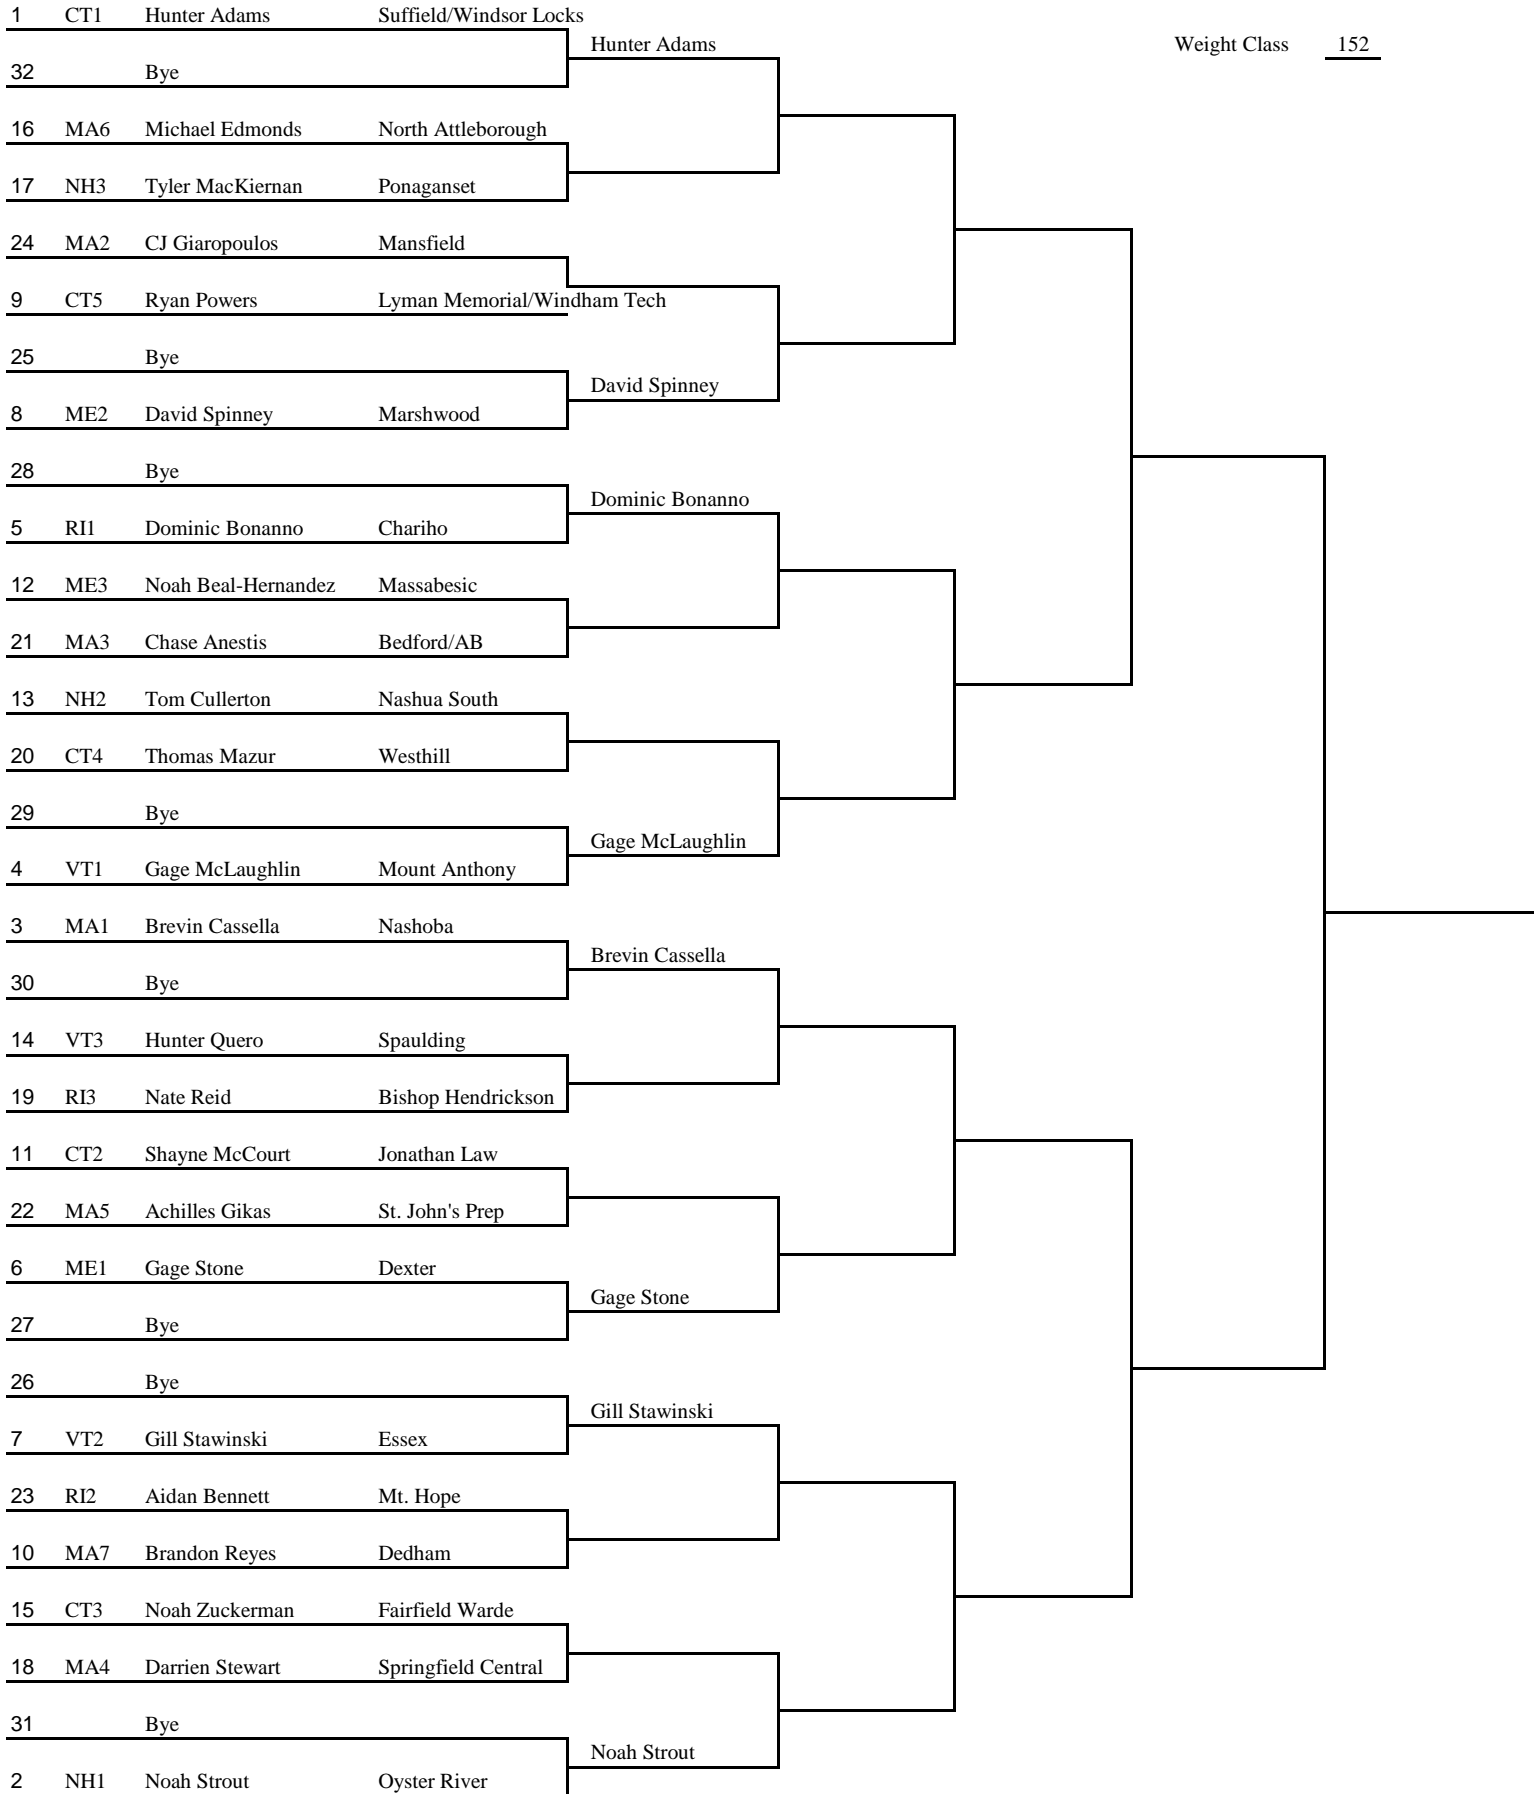 1 CT1 Hunter Adams Suffield/Windsor Locks
Hunter Adams Weight Class 152
32 Bye
16 MA6 Michael Edmonds North Attleborough
17 NH3 Tyler MacKiernan Ponaganset
24 MA2 CJ Giaropoulos Mansfield
9 CT5 Ryan Powers Lyman Memorial/Windham Tech
25 Bye
David Spinney
8 ME2 David Spinney Marshwood
28 Bye
Dominic Bonanno
5 RI1 Dominic Bonanno Chariho
12 ME3 Noah Beal-Hernandez Massabesic
21 MA3 Chase Anestis Bedford/AB
13 NH2 Tom Cullerton Nashua South
20 CT4 Thomas Mazur Westhill
29 Bye
Gage McLaughlin
4 VT1 Gage McLaughlin Mount Anthony
3 MA1 Brevin Cassella Nashoba
Brevin Cassella
30 Bye
14 VT3 Hunter Quero Spaulding
19 RI3 Nate Reid Bishop Hendrickson
11 CT2 Shayne McCourt Jonathan Law
22 MA5 Achilles Gikas St. John's Prep
6 ME1 Gage Stone Dexter
Gage Stone
27 Bye
26 Bye
Gill Stawinski
7 VT2 Gill Stawinski Essex
23 RI2 Aidan Bennett Mt. Hope
10 MA7 Brandon Reyes Dedham
15 CT3 Noah Zuckerman Fairfield Warde
18 MA4 Darrien Stewart Springfield Central
31 Bye
Noah Strout
2 NH1 Noah Strout Oyster River